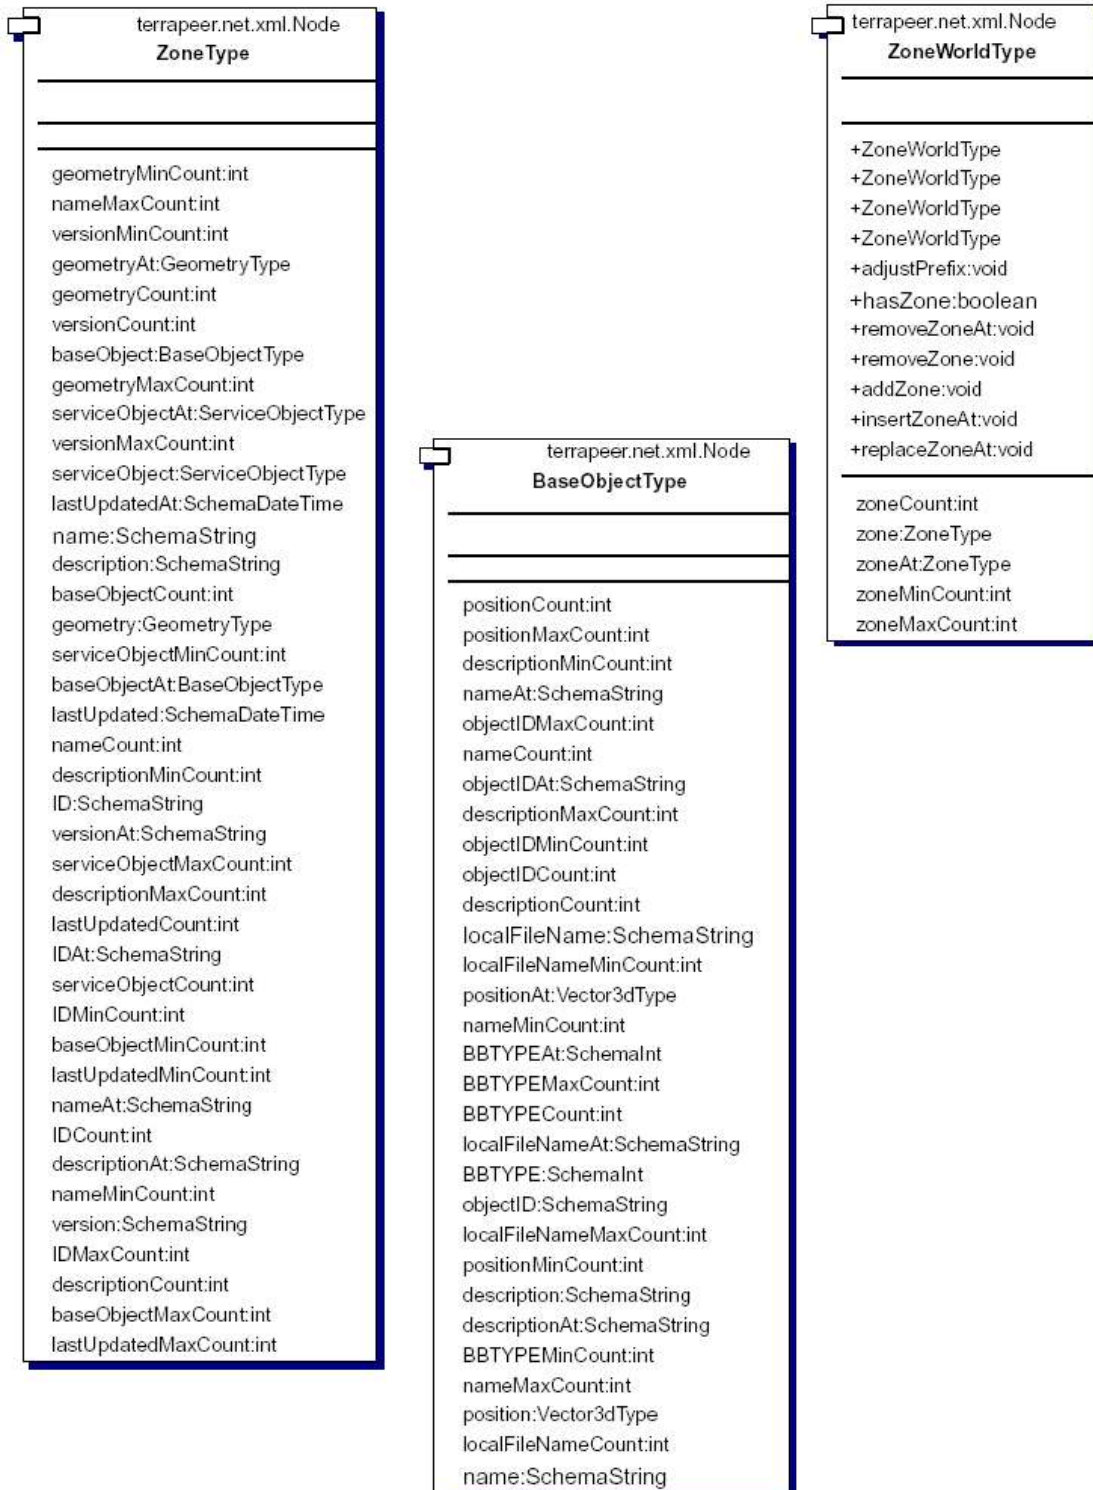 terrapeer.net.xml.Node
ZoneType
geometryMinCount:int
nameMaxCount:int
versionMinCount:int
geometryAt:GeometryType
geometryCount:int
versionCount:int
baseObject:BaseObjectType
geometryMaxCount:int
serviceObjectAt:ServiceObjectType
versionMaxCount:int
serviceObject:ServiceObjectType
lastUpdatedAt:SchemaDateTime
name:SchemaString
description:SchemaString
baseObjectCount:int
geometry:GeometryType
serviceObjectMinCount:int
baseObjectAt:BaseObjectType
lastUpdated:SchemaDateTime
nameCount:int
descriptionMinCount:int
ID:SchemaString
versionAt:SchemaString
serviceObjectMaxCount:int
descriptionMaxCount:int
lastUpdatedCount:int
IDAt:SchemaString
serviceObjectCount:int
IDMinCount:int
baseObjectMinCount:int
lastUpdatedMinCount:int
nameAt:SchemaString
IDCount:int
descriptionAt:SchemaString
nameMinCount:int
version:SchemaString
IDMaxCount:int
descriptionCount:int
baseObjectMaxCount:int
lastUpdatedMaxCount:int
terrapeer.net.xml.Node
BaseObjectType
positionCount:int
positionMaxCount:int
descriptionMinCount:int
nameAt:SchemaString
objectIDMaxCount:int
nameCount:int
objectIDAt:SchemaString
descriptionMaxCount:int
objectIDMinCount:int
objectIDCount:int
descriptionCount:int
localFileName:SchemaString
localFileNameMinCount:int
positionAt:Vector3dType
nameMinCount:int
BBTYPEAt:SchemaInt
BBTYPEMaxCount:int
BBTYPECount:int
localFileNameAt:SchemaString
BBTYPE:SchemaInt
objectID:SchemaString
localFileNameMaxCount:int
positionMinCount:int
description:SchemaString
descriptionAt:SchemaString
BBTYPEMinCount:int
nameMaxCount:int
position:Vector3dType
localFileNameCount:int
name:SchemaString
terrapeer.net.xml.Node
ZoneWorldType
+ZoneWorldType
+ZoneWorldType
+ZoneWorldType
+ZoneWorldType
+adjustPrefix:void
+hasZone:boolean
+removeZoneAt:void
+removeZone:void
+addZone:void
+insertZoneAt:void
+replaceZoneAt:void
zoneCount:int
zone:ZoneType
zoneAt:ZoneType
zoneMinCount:int
zoneMaxCount:int